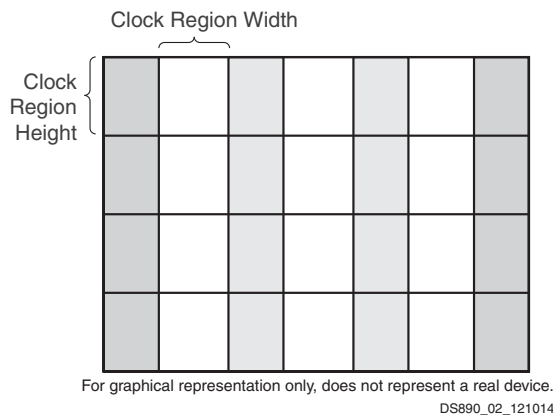 Clock Region Width
Clock
Region
Height
For graphical representation only, does not represent a real device.
DS890_02_121014